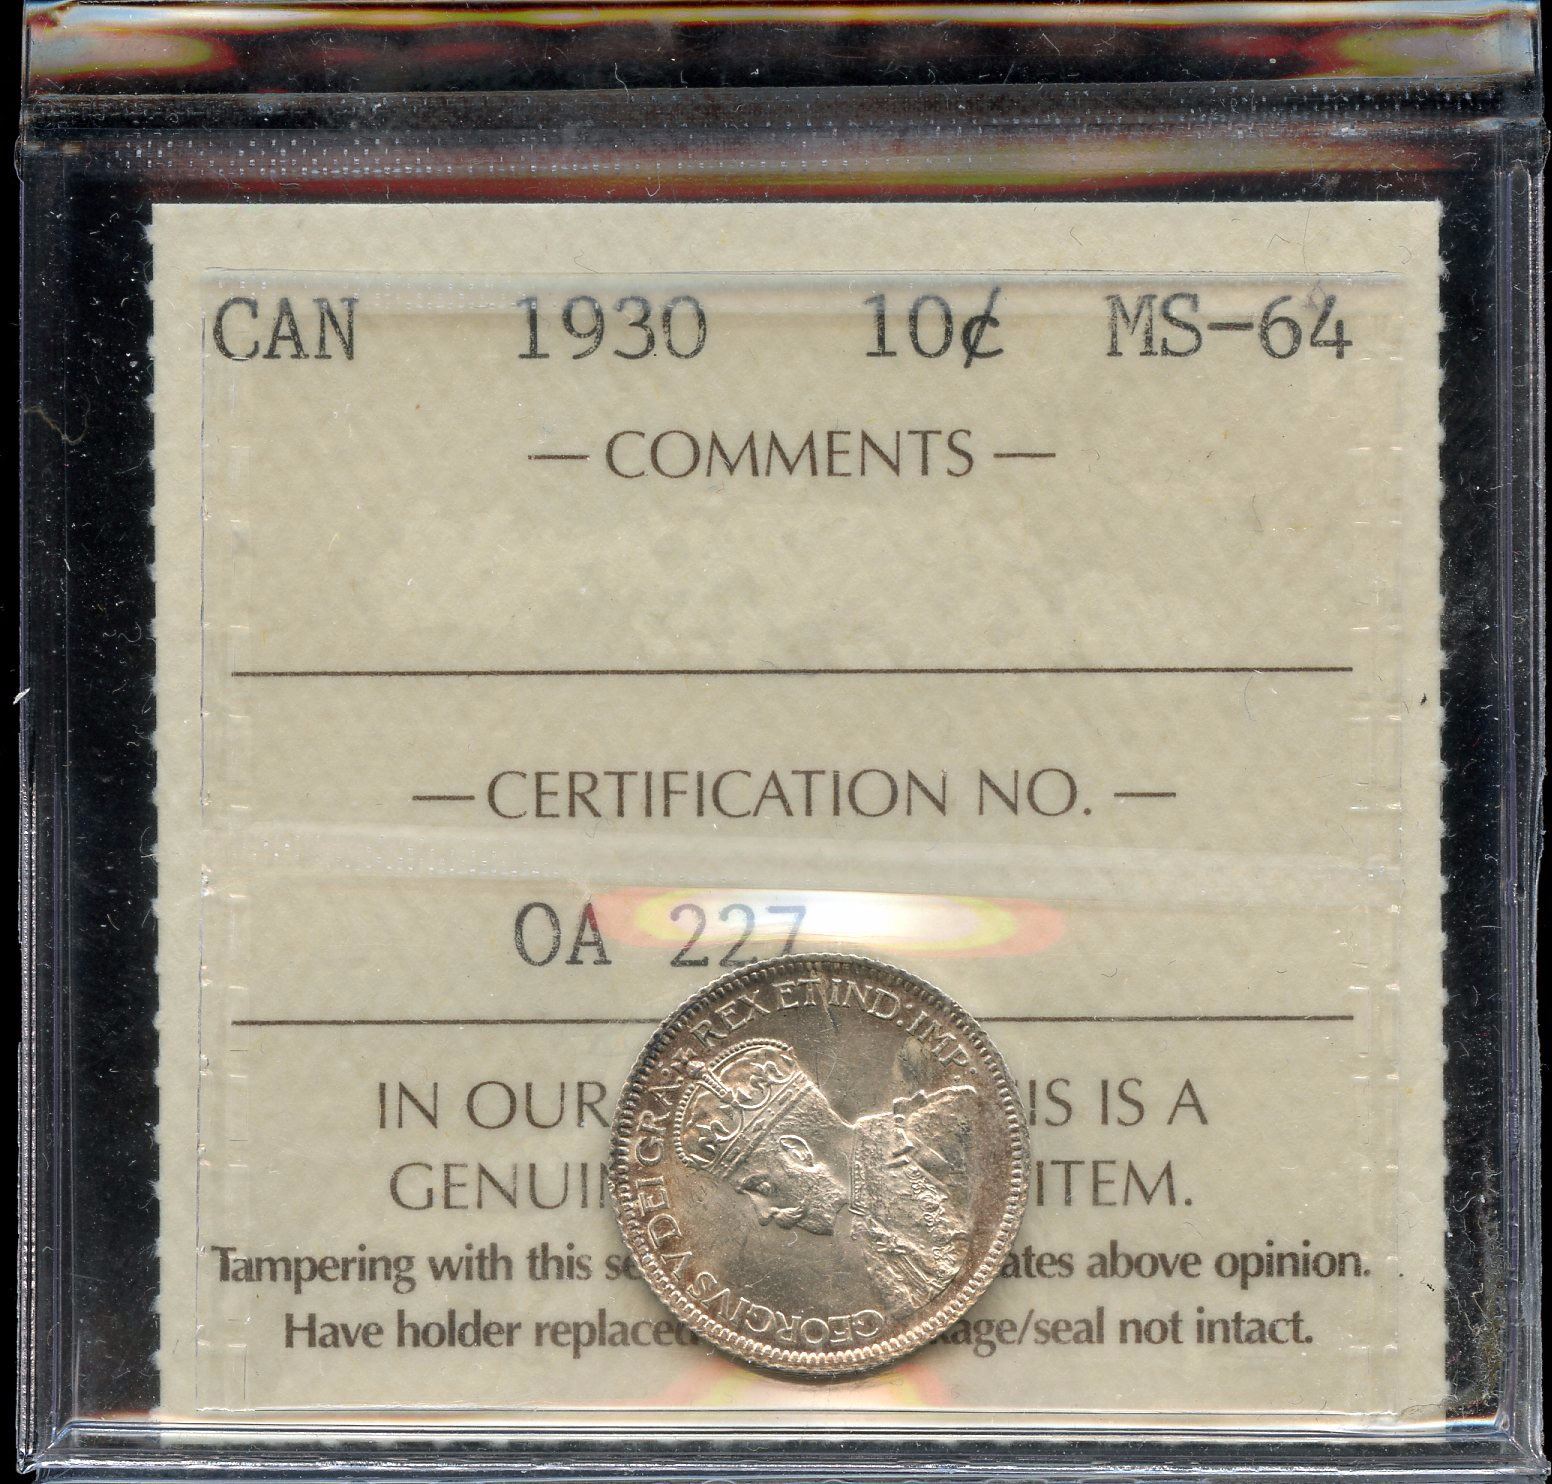 CAN 1930 10¢ MS-64
— COMMENTS —
— CERTIFICATION NO. —
OA 227
IN OUR IS IS A
GENUI ITEM.
Tampering with this se ates above opinion.
Have holder replaced kage/seal not intact.
GEORGIVS V DEI GRA: REX ET IND: IMP: